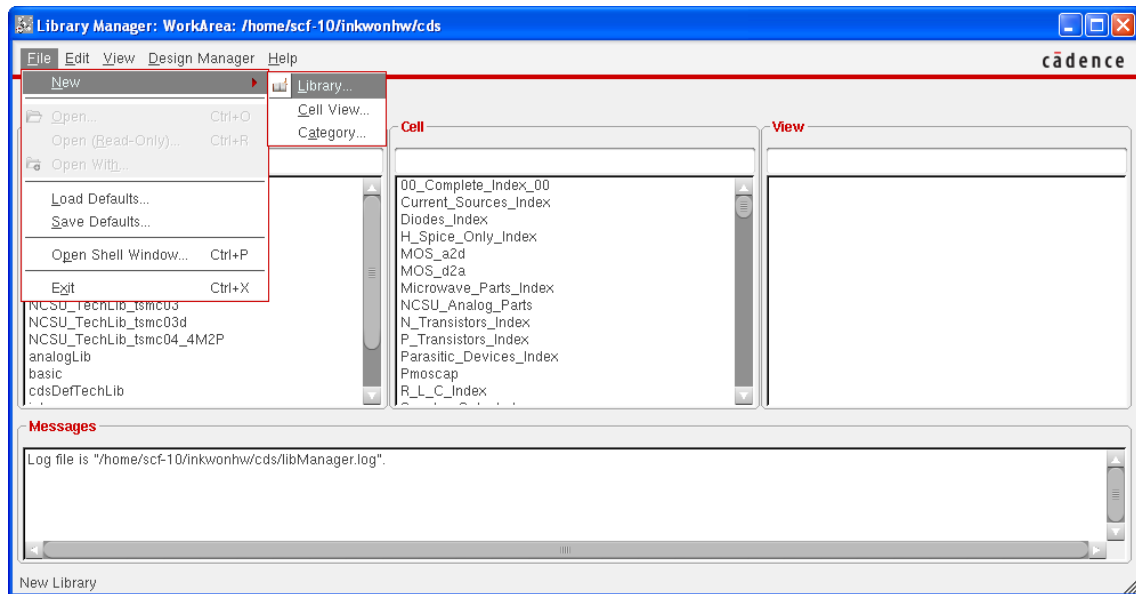 Library Manager: WorkArea: /home/scf-10/inkwonhw/cds
File Edit View Design Manager Help
cādence
New
Library...
Cell View...
Category...
Open... Ctrl+O
Open (Read-Only)... Ctrl+R
Open With...
Load Defaults...
Save Defaults...
Open Shell Window... Ctrl+P
Exit Ctrl+X
NCSU_TechLib_tsmc03
NCSU_TechLib_tsmc03d
NCSU_TechLib_tsmc04_4M2P
analogLib
basic
cdsDefTechLib
Cell
00_Complete_Index_00
Current_Sources_Index
Diodes_Index
H_Spice_Only_Index
MOS_a2d
MOS_d2a
Microwave_Parts_Index
NCSU_Analog_Parts
N_Transistors_Index
P_Transistors_Index
Parasitic_Devices_Index
Pmoscap
R_L_C_Index
View
Messages
Log file is "/home/scf-10/inkwonhw/cds/libManager.log".
New Library